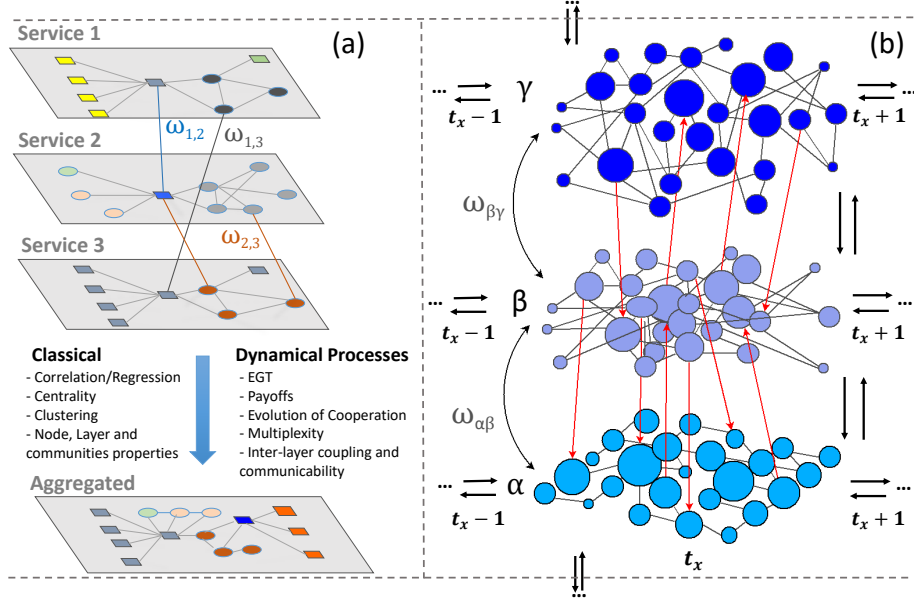 Service 1
(a)
ω1,2
ω1,3
Service 2
ω2,3
Service 3
Classical
- Correlation/Regression
- Centrality
- Clustering
- Node, Layer and
communities properties
Dynamical Processes
- EGT
- Payoffs
- Evolution of Cooperation
- Multiplexity
- Inter-layer coupling and
communicability
Aggregated
...
(b)
... γ ...
tx − 1 tx + 1
ωβγ
... β ...
tx − 1 tx + 1
ωαβ
... α ...
tx − 1 tx + 1
tx
...